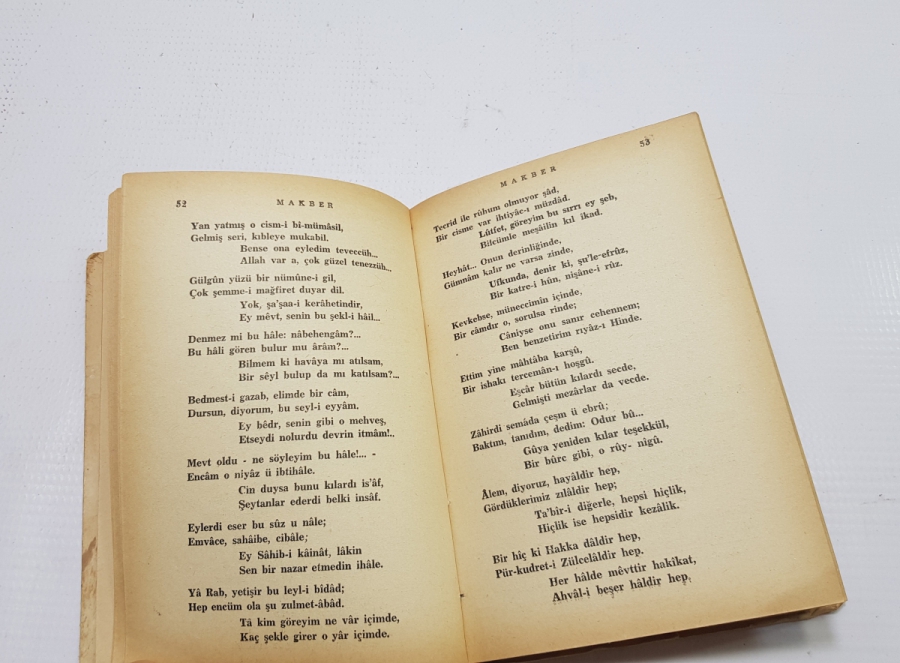 52
MAKBER
Yan yatmış o cism-i bî-mümâsil,
Gelmiş seri, kıbleye mukabil.
Bense ona eyledim teveccüh...
Allah var a, çok güzel tenezzüh...
Gülgûn yüzü bir nümûne-i gil,
Çok şemme-i mağfiret duyar dil.
Yok, şa'şaa-i kerâhetindir,
Ey mêvt, senin bu şekl-i hâil...
Denmez mi bu hâle: nâbehengâm?...
Bu hâli gören bulur mu ârâm?...
Bilmem ki havâya mı atılsam,
Bir sêyl bulup da mı katılsam?...
Bedmest-i gazab, elimde bir câm,
Dursun, diyorum, bu seyl-i eyyâm.
Ey bêdr, senin gibi o mehveş,
Etseydi nolurdu devrin itmâm!..
Mevt oldu - ne söyleyim bu hâle!... -
Encâm o niyâz ü ibtihâle.
Çin duysa bunu kılardı is'âf,
Şeytanlar ederdi belki insâf.
Eylerdi eser bu sûz u nâle;
Emvâce, sahâibe, cibâle;
Ey Sâhib-i kâinât, lâkin
Sen bir nazar etmedin ihâle.
Yâ Rab, yetişir bu leyl-i bîdâd;
Hep encüm ola şu zulmet-âbâd.
Tâ kim göreyim ne vâr içimde,
Kaç şekle girer o yâr içimde.
MAKBER
53
Tecrid ile rûhum olmuyor şâd,
Bir cisme var ihtiyâc-ı müzdâd.
Lûtfet, göreyim bu sırrı ey şeb,
Bilcümle mesâilin kıl ikad.
Heyhât... Onun derinliğinde,
Gümnâm kalır ne varsa zinde,
Ufkunda, denir ki, şu'le-efrûz,
Bir katre-i hûn, nişâne-i rûz.
Kevkebse, müneccimin içinde,
Bir câmdır o, sorulsa rinde;
Câniyse onu sanır cehennem;
Ben benzetirim rıyâz-ı Hinde.
Ettim yine mâhtâba karşû,
Bir ishakı tercemân-ı hoşgû.
Eşcâr bütün kılardı secde,
Gelmişti mezârlar da vecde.
Zâhirdi semâda çeşm ü ebrû;
Baktım, tanıdım, dedim: Odur bû...
Gûya yeniden kılar teşekkül,
Bir bûrc gibi, o rûy- nigû.
Âlem, diyoruz, hayâldir hep,
Gördüklerimiz zılâldir hep;
Ta'bir-i diğerle, hepsi hiçlik,
Hiçlik ise hepsidir kezâlik.
Bir hiç ki Hakka dâldir hep,
Pür-kudret-i Zülcelâldir hep.
Her hâlde mêvttir hakîkat,
Ahvâl-i beşer hâldir hep.